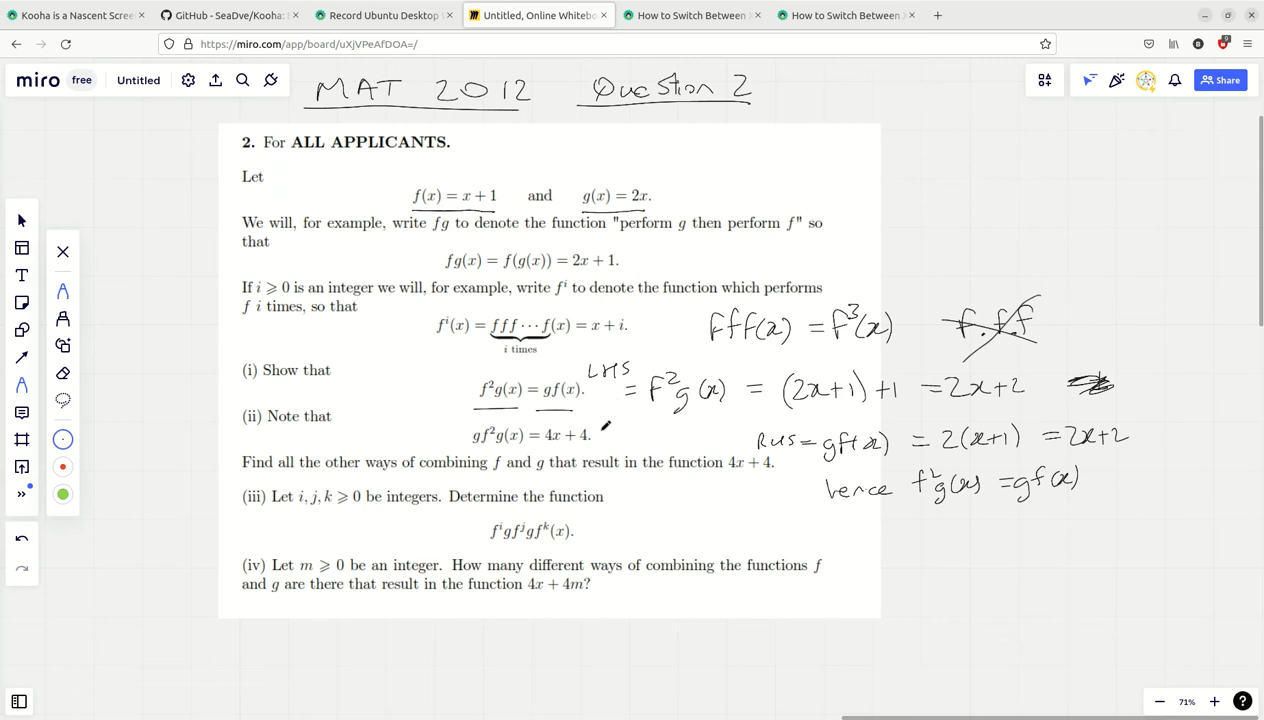 Kooha is a Nascent Scree
GitHub - SeaDve/Kooha: E
Record Ubuntu Desktop
Untitled, Online Whitebo
How to Switch Between
How to Switch Between
https://miro.com/app/board/uXjVPeAfDOA=/
miro free Untitled
Share
MAT 2012 Question 2
2. For ALL APPLICANTS.
Let
f(x) = x + 1 and g(x) = 2x.
We will, for example, write fg to denote the function "perform g then perform f" so
that
fg(x) = f(g(x)) = 2x + 1.
If i ⩾ 0 is an integer we will, for example, write f^i to denote the function which performs
f i times, so that
f^i(x) = fff···f(x) = x + i.
i times
fff(x) = f³(x) f.f.f
(i) Show that
f²g(x) = gf(x).
LHS = f²g(x) = (2x+1)+1 = 2x+2
(ii) Note that
gf²g(x) = 4x + 4.
RHS = gf(x) = 2(x+1) = 2x+2
Find all the other ways of combining f and g that result in the function 4x + 4.
hence f²g(x) = gf(x)
(iii) Let i, j, k ⩾ 0 be integers. Determine the function
f^i gf^j gf^k(x).
(iv) Let m ⩾ 0 be an integer. How many different ways of combining the functions f
and g are there that result in the function 4x + 4m?
71%